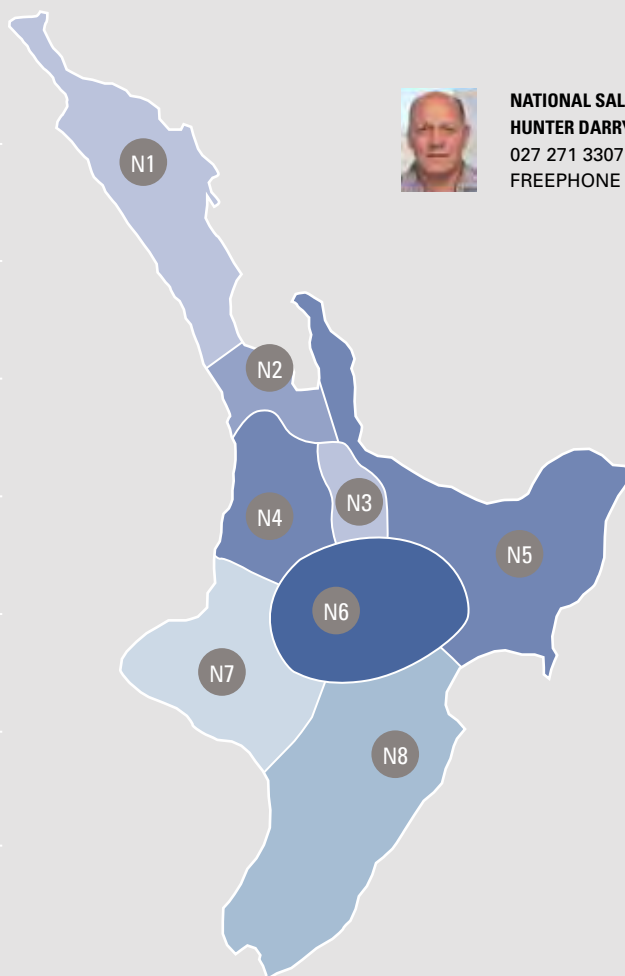 NATIONAL SAL
HUNTER DARRY
027 271 3307
FREEPHONE
N1
N2
N3
N4
N5
N6
N7
N8